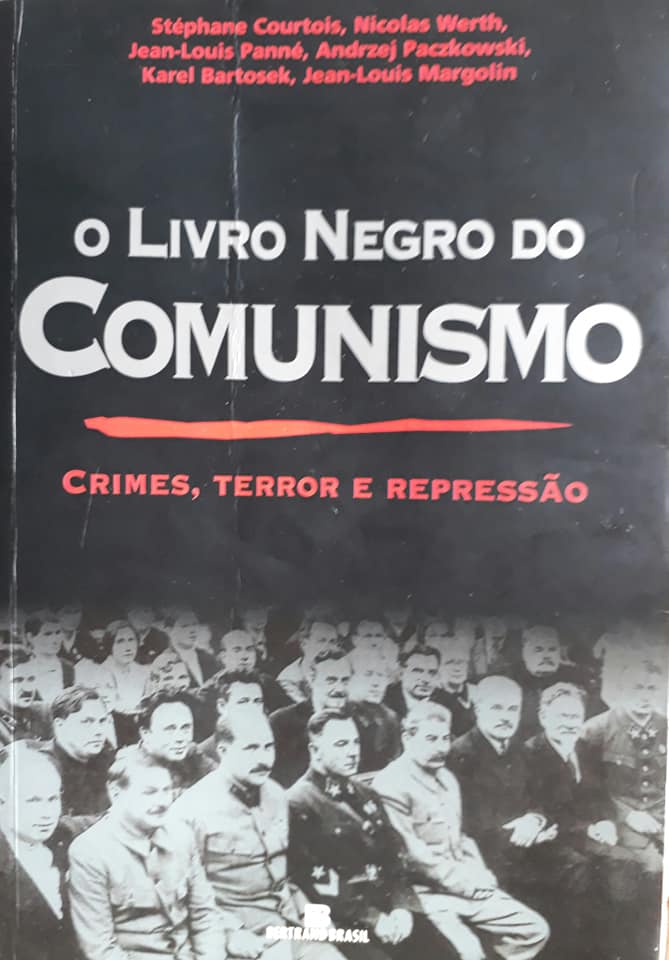 Stéphane Courtois, Nicolas Werth,
Jean-Louis Panné, Andrzej Paczkowski,
Karel Bartosek, Jean-Louis Margolin
O LIVRO NEGRO DO
COMUNISMO
CRIMES, TERROR E REPRESSÃO
B
BERTRAND BRASIL